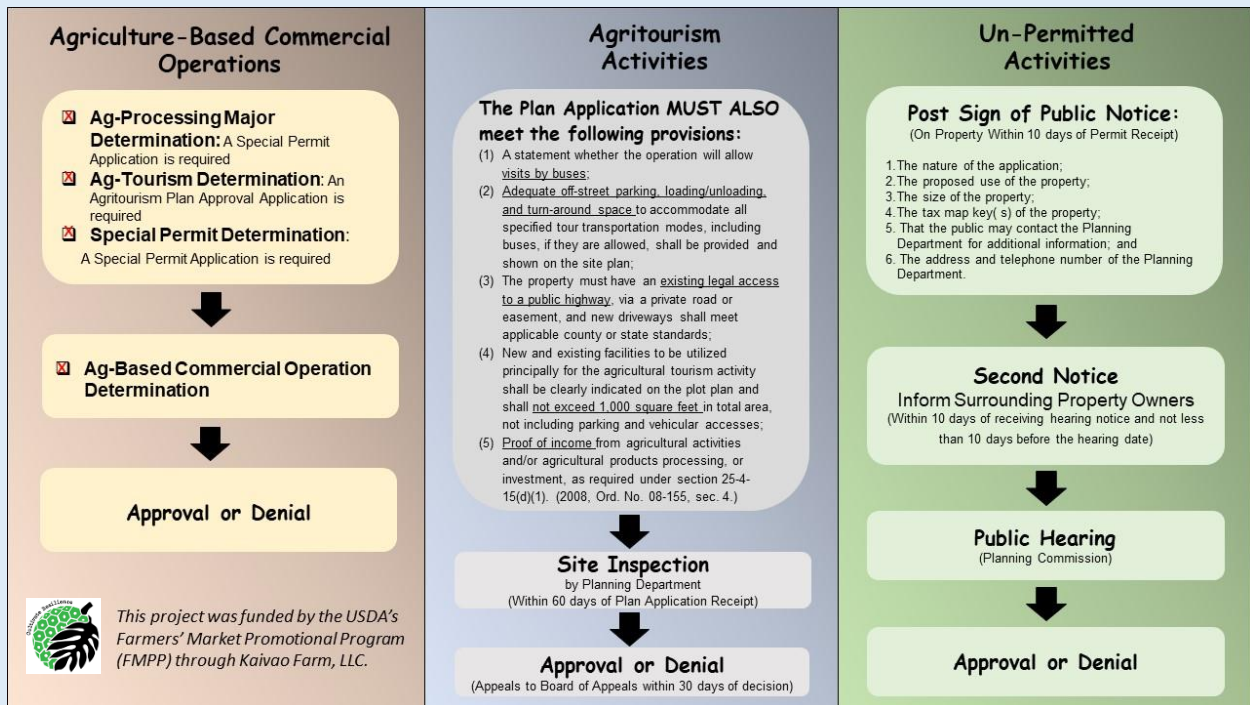 Agriculture-Based Commercial
Operations
Ag-Processing Major
Determination: A Special Permit
Application is required
Ag-Tourism Determination: An
Agritourism Plan Approval Application is
required
Special Permit Determination:
A Special Permit Application is required
Ag-Based Commercial Operation
Determination
Approval or Denial
Cultivate Resilience
This project was funded by the USDA’s
Farmers’ Market Promotional Program
(FMPP) through Kaivao Farm, LLC.
Agritourism
Activities
The Plan Application MUST ALSO
meet the following provisions:
(1) A statement whether the operation will allow
visits by buses;
(2) Adequate off-street parking, loading/unloading,
and turn-around space to accommodate all
specified tour transportation modes, including
buses, if they are allowed, shall be provided and
shown on the site plan;
(3) The property must have an existing legal access
to a public highway, via a private road or
easement, and new driveways shall meet
applicable county or state standards;
(4) New and existing facilities to be utilized
principally for the agricultural tourism activity
shall be clearly indicated on the plot plan and
shall not exceed 1,000 square feet in total area,
not including parking and vehicular accesses;
(5) Proof of income from agricultural activities
and/or agricultural products processing, or
investment, as required under section 25-4-
15(d)(1). (2008, Ord. No. 08-155, sec. 4.)
Site Inspection
by Planning Department
(Within 60 days of Plan Application Receipt)
Approval or Denial
(Appeals to Board of Appeals within 30 days of decision)
Un-Permitted
Activities
Post Sign of Public Notice:
(On Property Within 10 days of Permit Receipt)
1. The nature of the application;
2. The proposed use of the property;
3. The size of the property;
4. The tax map key( s) of the property;
5. That the public may contact the Planning
Department for additional information; and
6. The address and telephone number of the Planning
Department.
Second Notice
Inform Surrounding Property Owners
(Within 10 days of receiving hearing notice and not less
than 10 days before the hearing date)
Public Hearing
(Planning Commission)
Approval or Denial